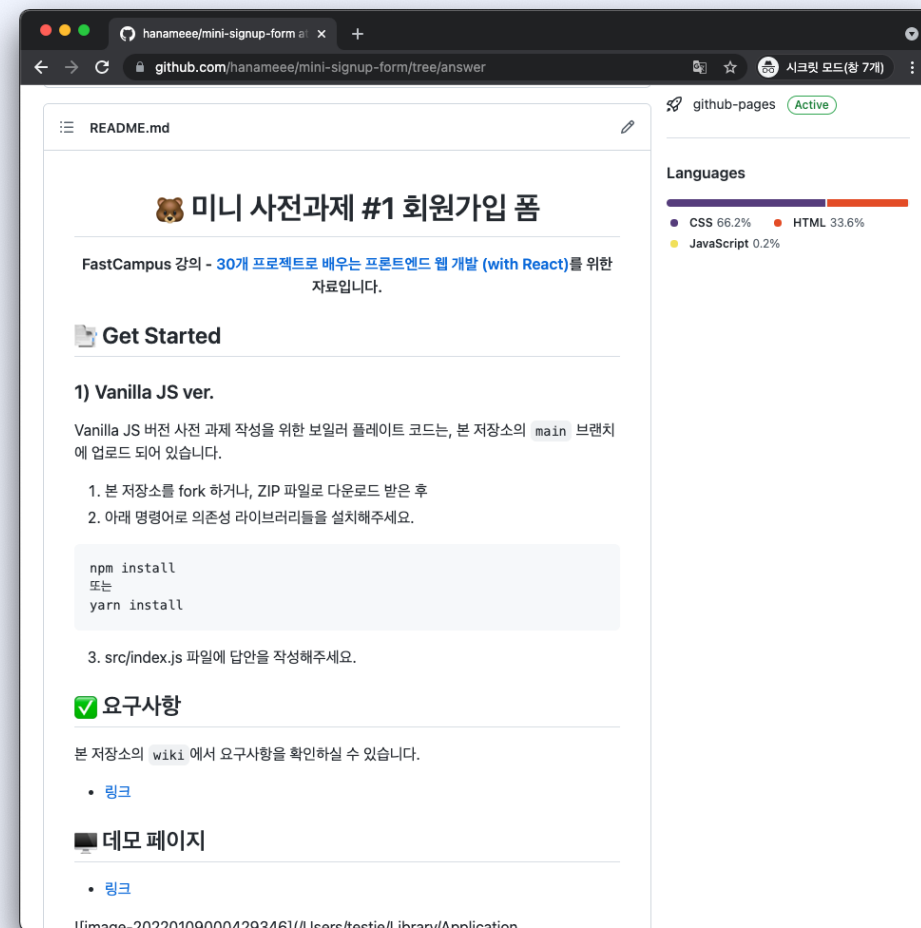 hanameee/mini-signup-form at
github.com/hanameee/mini-signup-form/tree/answer
시크릿 모드(창 7개)
README.md
🐻 미니 사전과제 #1 회원가입 폼
FastCampus 강의 - 30개 프로젝트로 배우는 프론트엔드 웹 개발 (with React)를 위한
자료입니다.
📑 Get Started
1) Vanilla JS ver.
Vanilla JS 버전 사전 과제 작성을 위한 보일러 플레이트 코드는, 본 저장소의 main 브랜치
에 업로드 되어 있습니다.
1. 본 저장소를 fork 하거나, ZIP 파일로 다운로드 받은 후
2. 아래 명령어로 의존성 라이브러리들을 설치해주세요.
npm install
또는
yarn install
3. src/index.js 파일에 답안을 작성해주세요.
✅ 요구사항
본 저장소의 wiki 에서 요구사항을 확인하실 수 있습니다.
• 링크
🖥 데모 페이지
• 링크
![image-20220109000429346](/Users/testie/Library/Application
github-pages Active
Languages
CSS 66.2% HTML 33.6%
JavaScript 0.2%